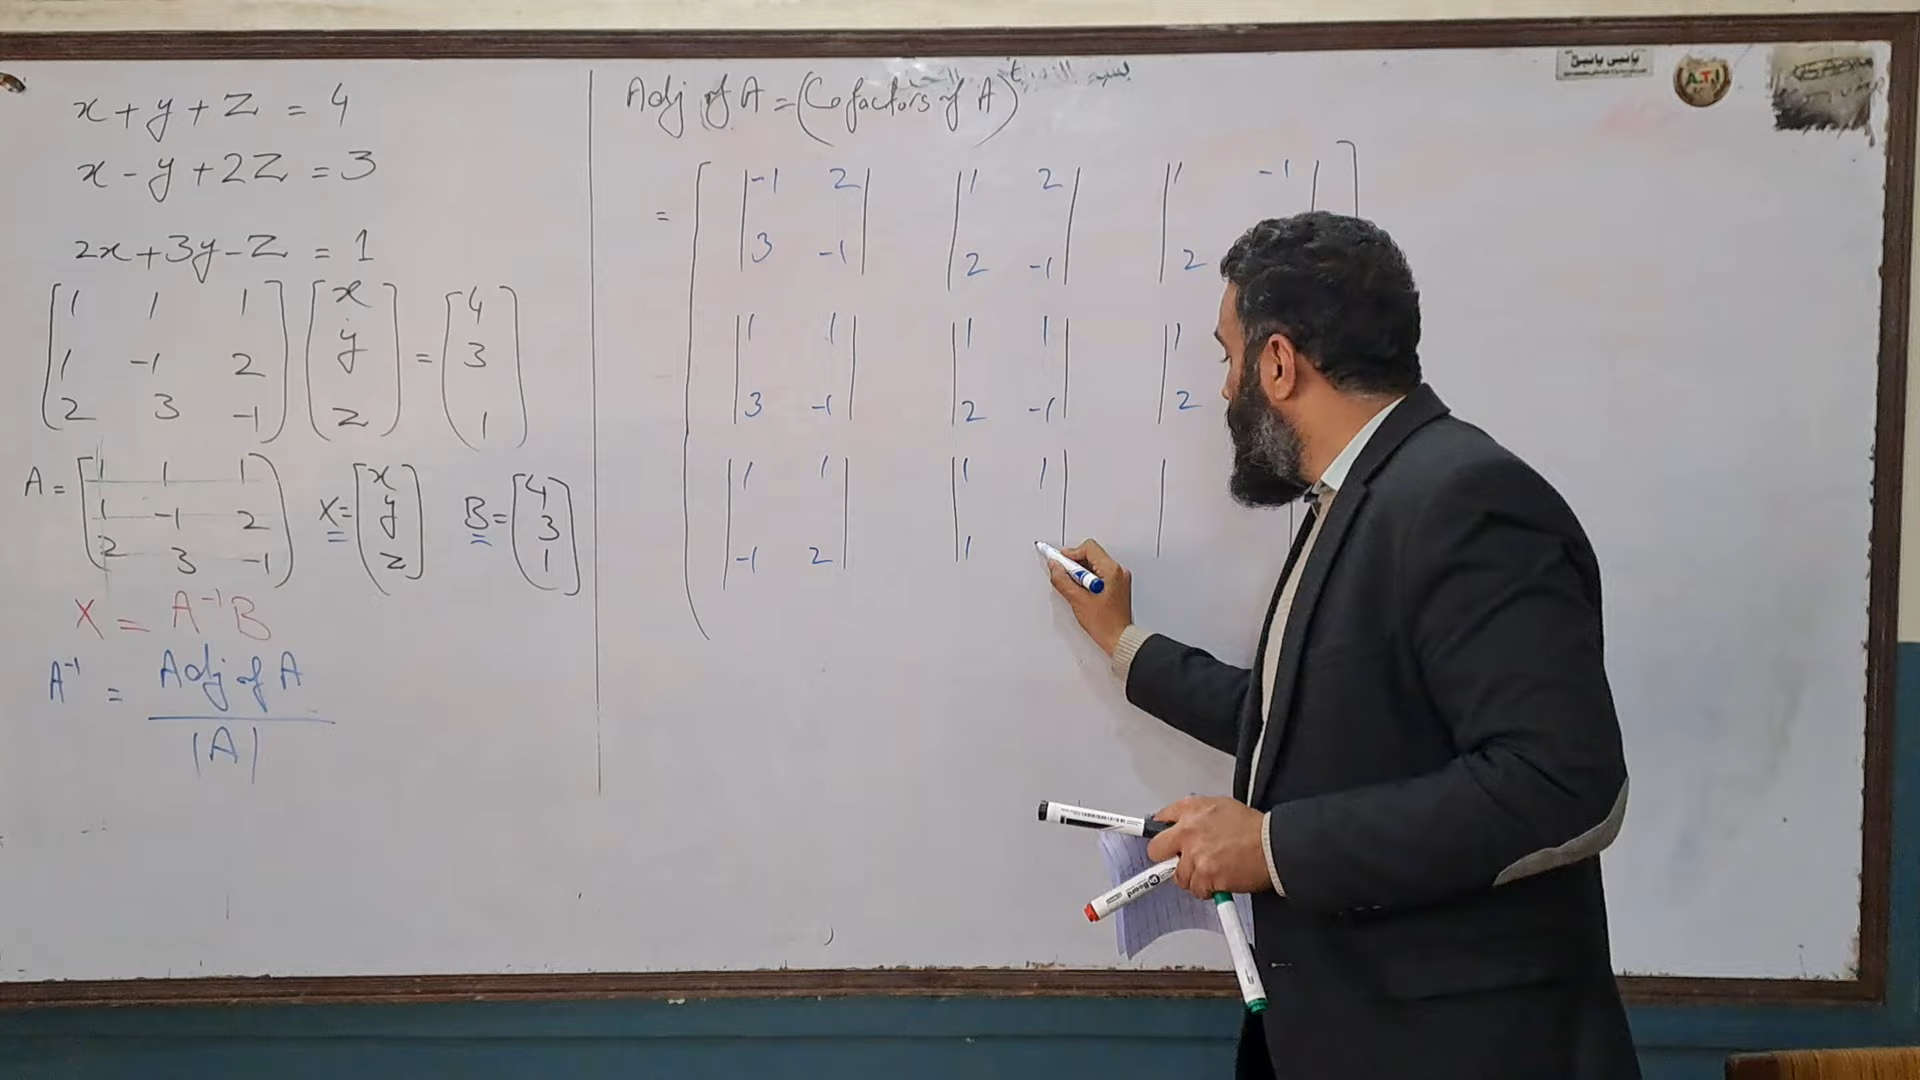 x + y + z = 4
x - y + 2z = 3
2x + 3y - z = 1
[1 1 1] [x] = [4]
[1 -1 2] [y] [3]
[2 3 -1] [z] [1]
A = [1 1 1] X = [x] B = [4]
[1 -1 2] [y] [3]
[2 3 -1] [z] [1]
X = A⁻¹B
A⁻¹ = Adj of A
|A|
Adj of A = (Cofactors of A)ᵗ
= |-1 2| |1 2| |1 -1|
|3 -1| |2 -1| |2
|1 1| |1 1| |1
|3 -1| |2 -1| |2
|1 1| |1 1| |
|-1 2| |1
A.T.I